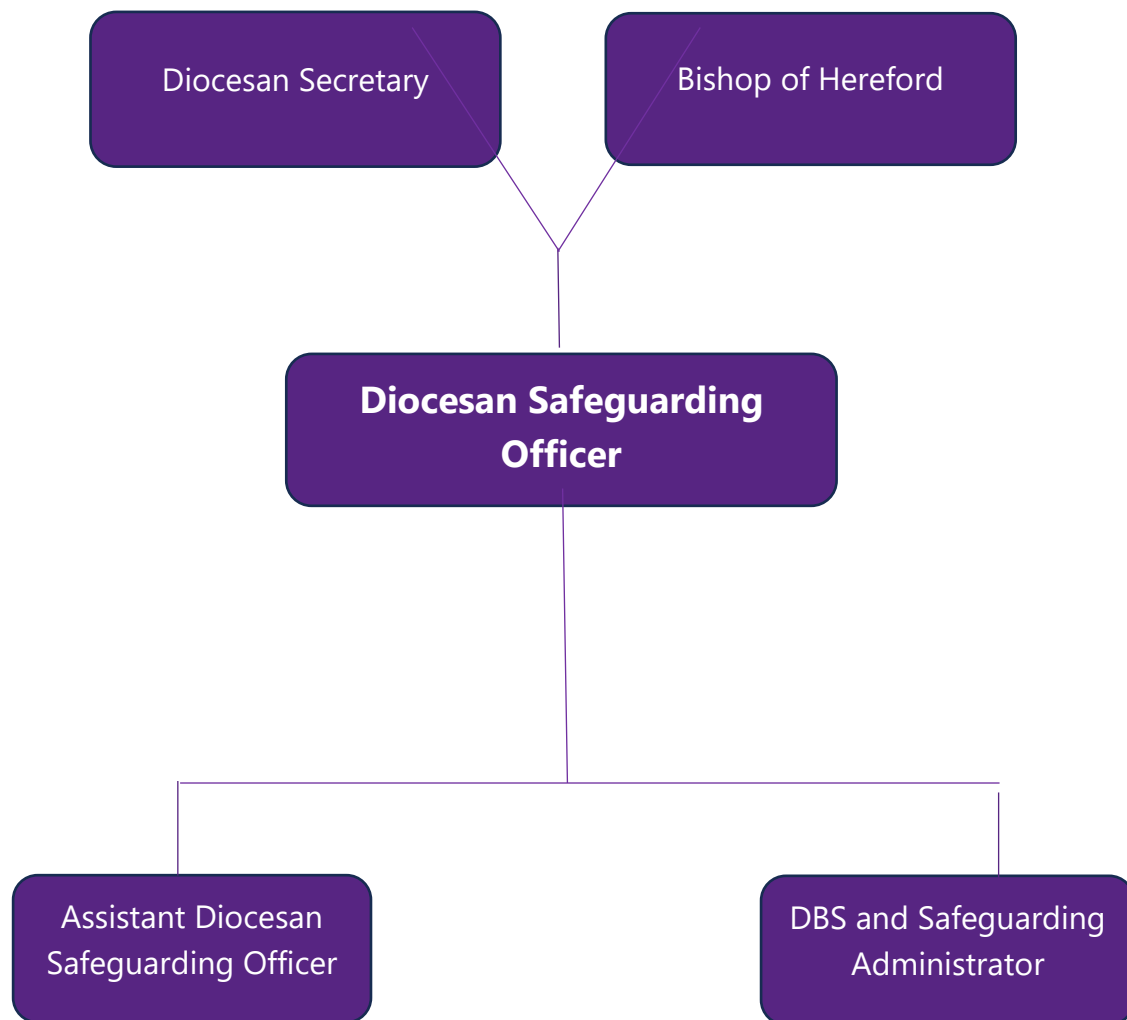 Diocesan Secretary
Bishop of Hereford
Diocesan Safeguarding
Officer
Assistant Diocesan
Safeguarding Officer
DBS and Safeguarding
Administrator